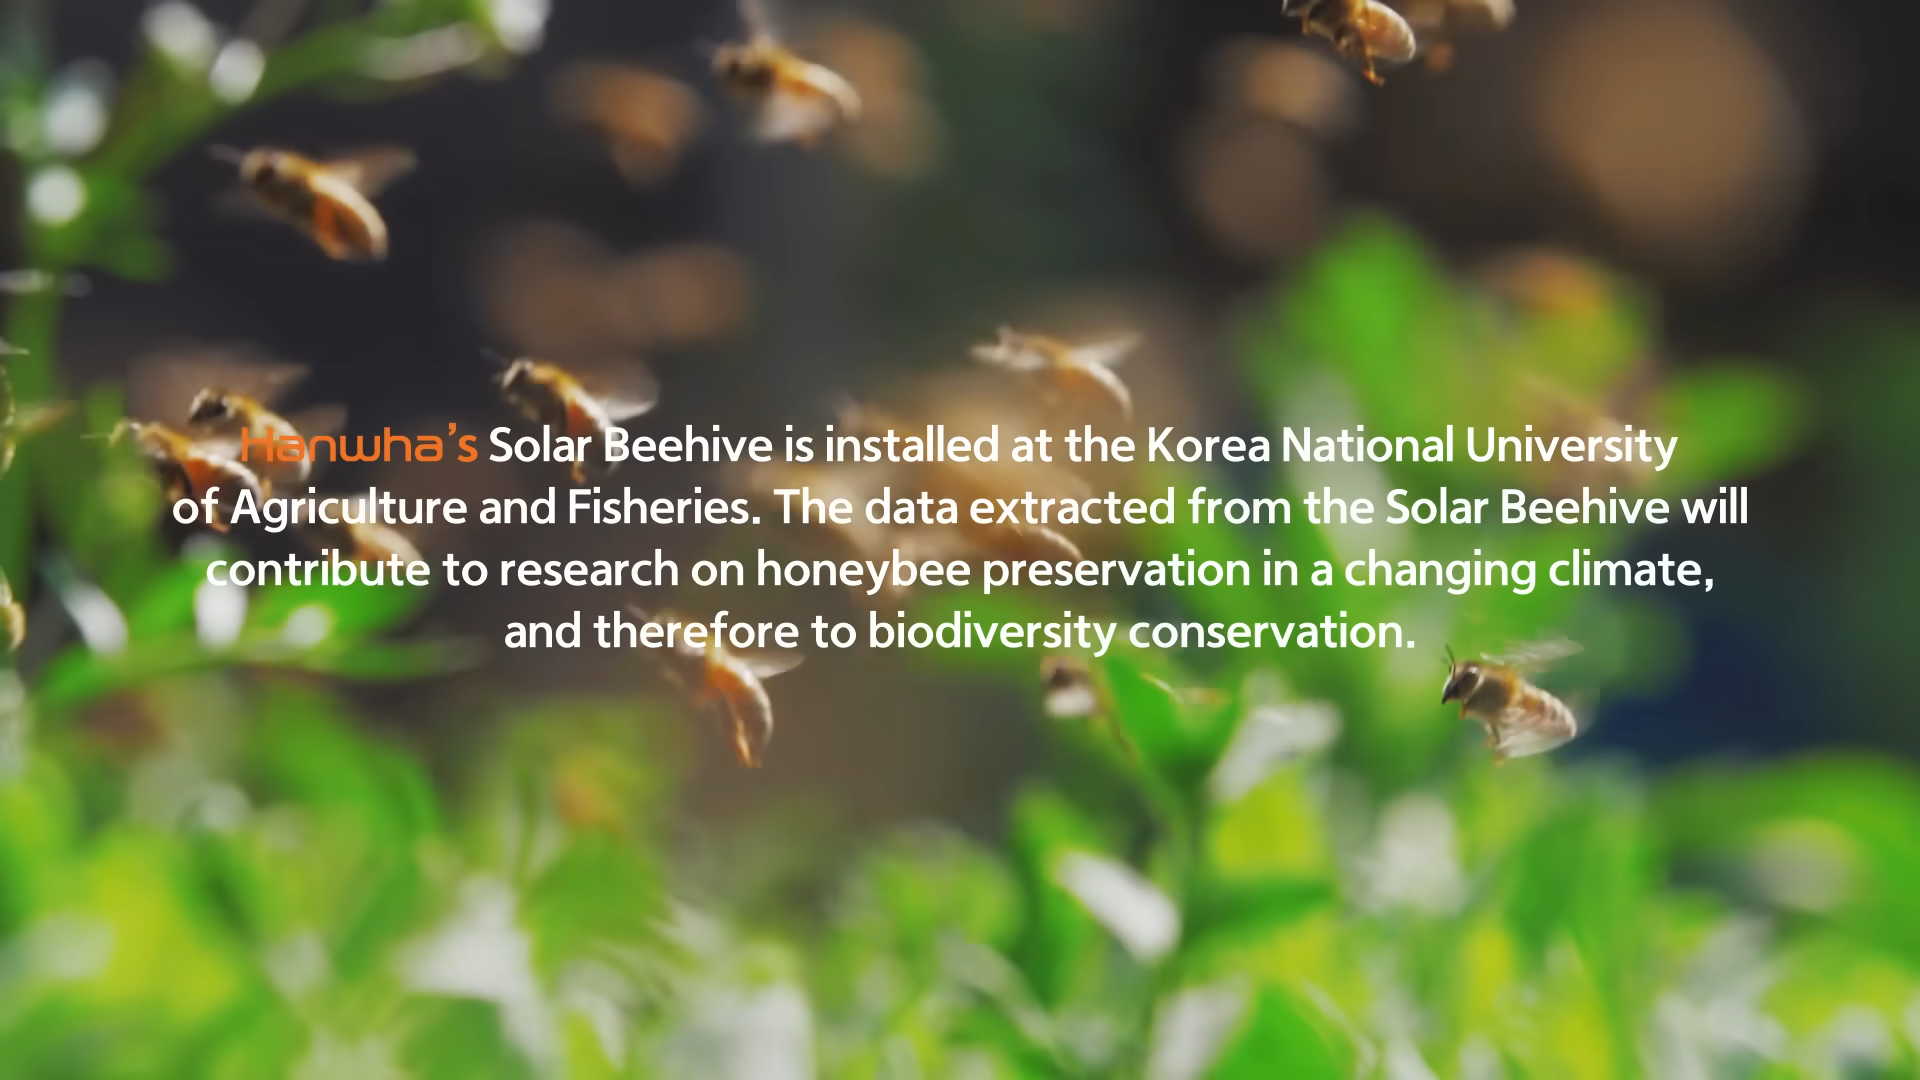 Hanwha's Solar Beehive is installed at the Korea National University
of Agriculture and Fisheries. The data extracted from the Solar Beehive will
contribute to research on honeybee preservation in a changing climate,
and therefore to biodiversity conservation.